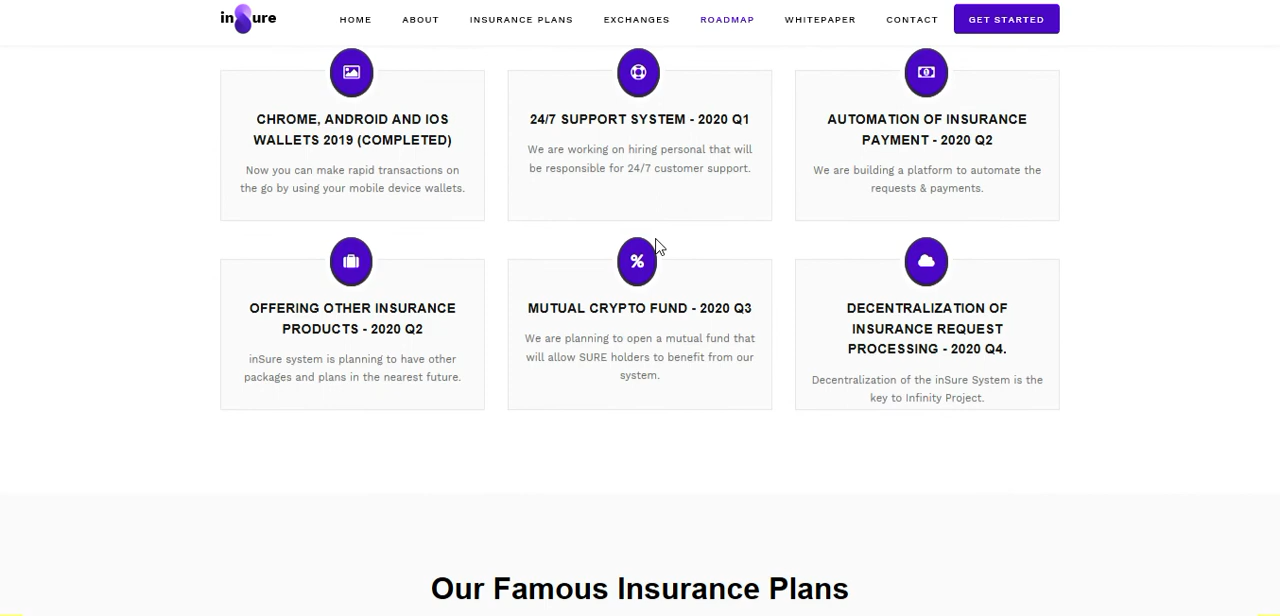 inSure
HOME ABOUT INSURANCE PLANS EXCHANGES ROADMAP WHITEPAPER CONTACT GET STARTED
CHROME, ANDROID AND IOS
WALLETS 2019 (COMPLETED)
Now you can make rapid transactions on
the go by using your mobile device wallets.
24/7 SUPPORT SYSTEM - 2020 Q1
We are working on hiring personal that will
be responsible for 24/7 customer support.
AUTOMATION OF INSURANCE
PAYMENT - 2020 Q2
We are building a platform to automate the
requests & payments.
OFFERING OTHER INSURANCE
PRODUCTS - 2020 Q2
inSure system is planning to have other
packages and plans in the nearest future.
MUTUAL CRYPTO FUND - 2020 Q3
We are planning to open a mutual fund that
will allow SURE holders to benefit from our
system.
DECENTRALIZATION OF
INSURANCE REQUEST
PROCESSING - 2020 Q4.
Decentralization of the inSure System is the
key to Infinity Project.
Our Famous Insurance Plans